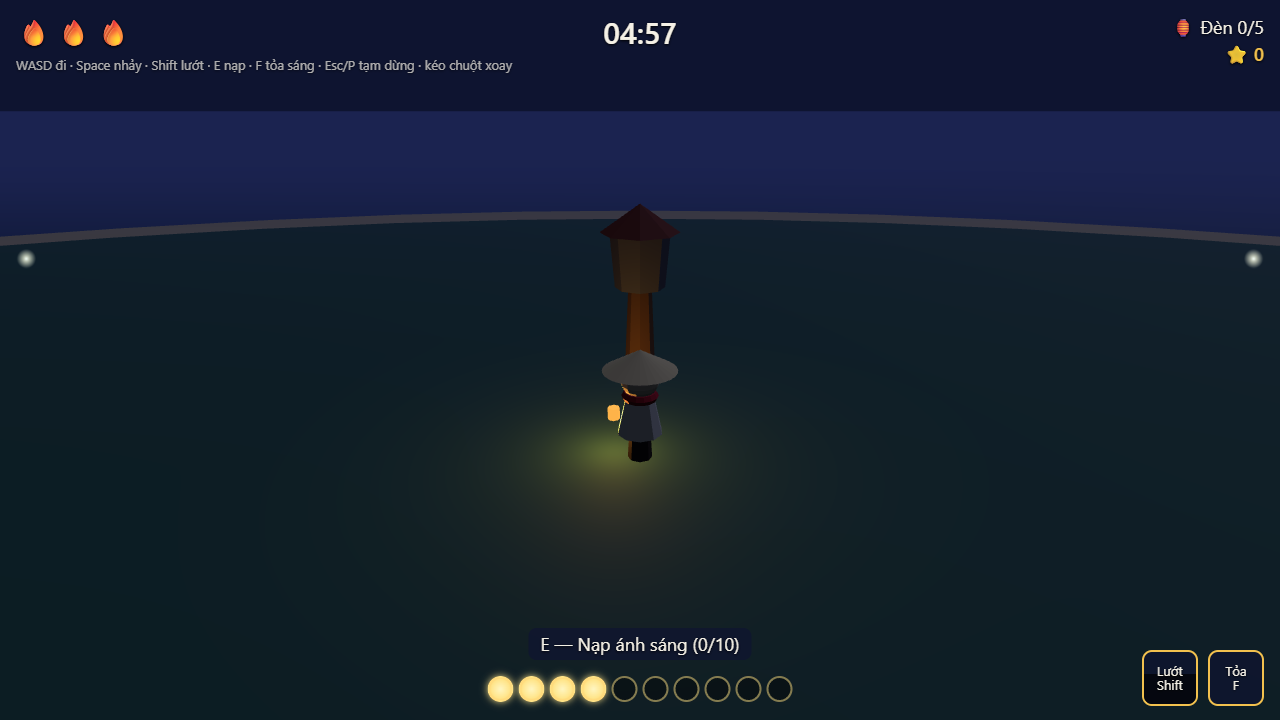 04:57
Đèn 0/5
0
WASD đi · Space nhảy · Shift lướt · E nạp · F tỏa sáng · Esc/P tạm dừng · kéo chuột xoay
E — Nạp ánh sáng (0/10)
Lướt
Shift
Tỏa
F